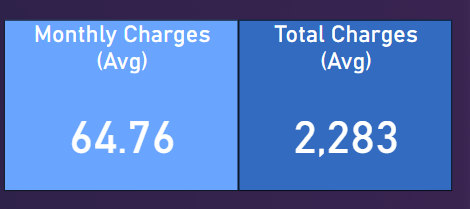 Monthly Charges
(Avg)
64.76
Total Charges
(Avg)
2,283